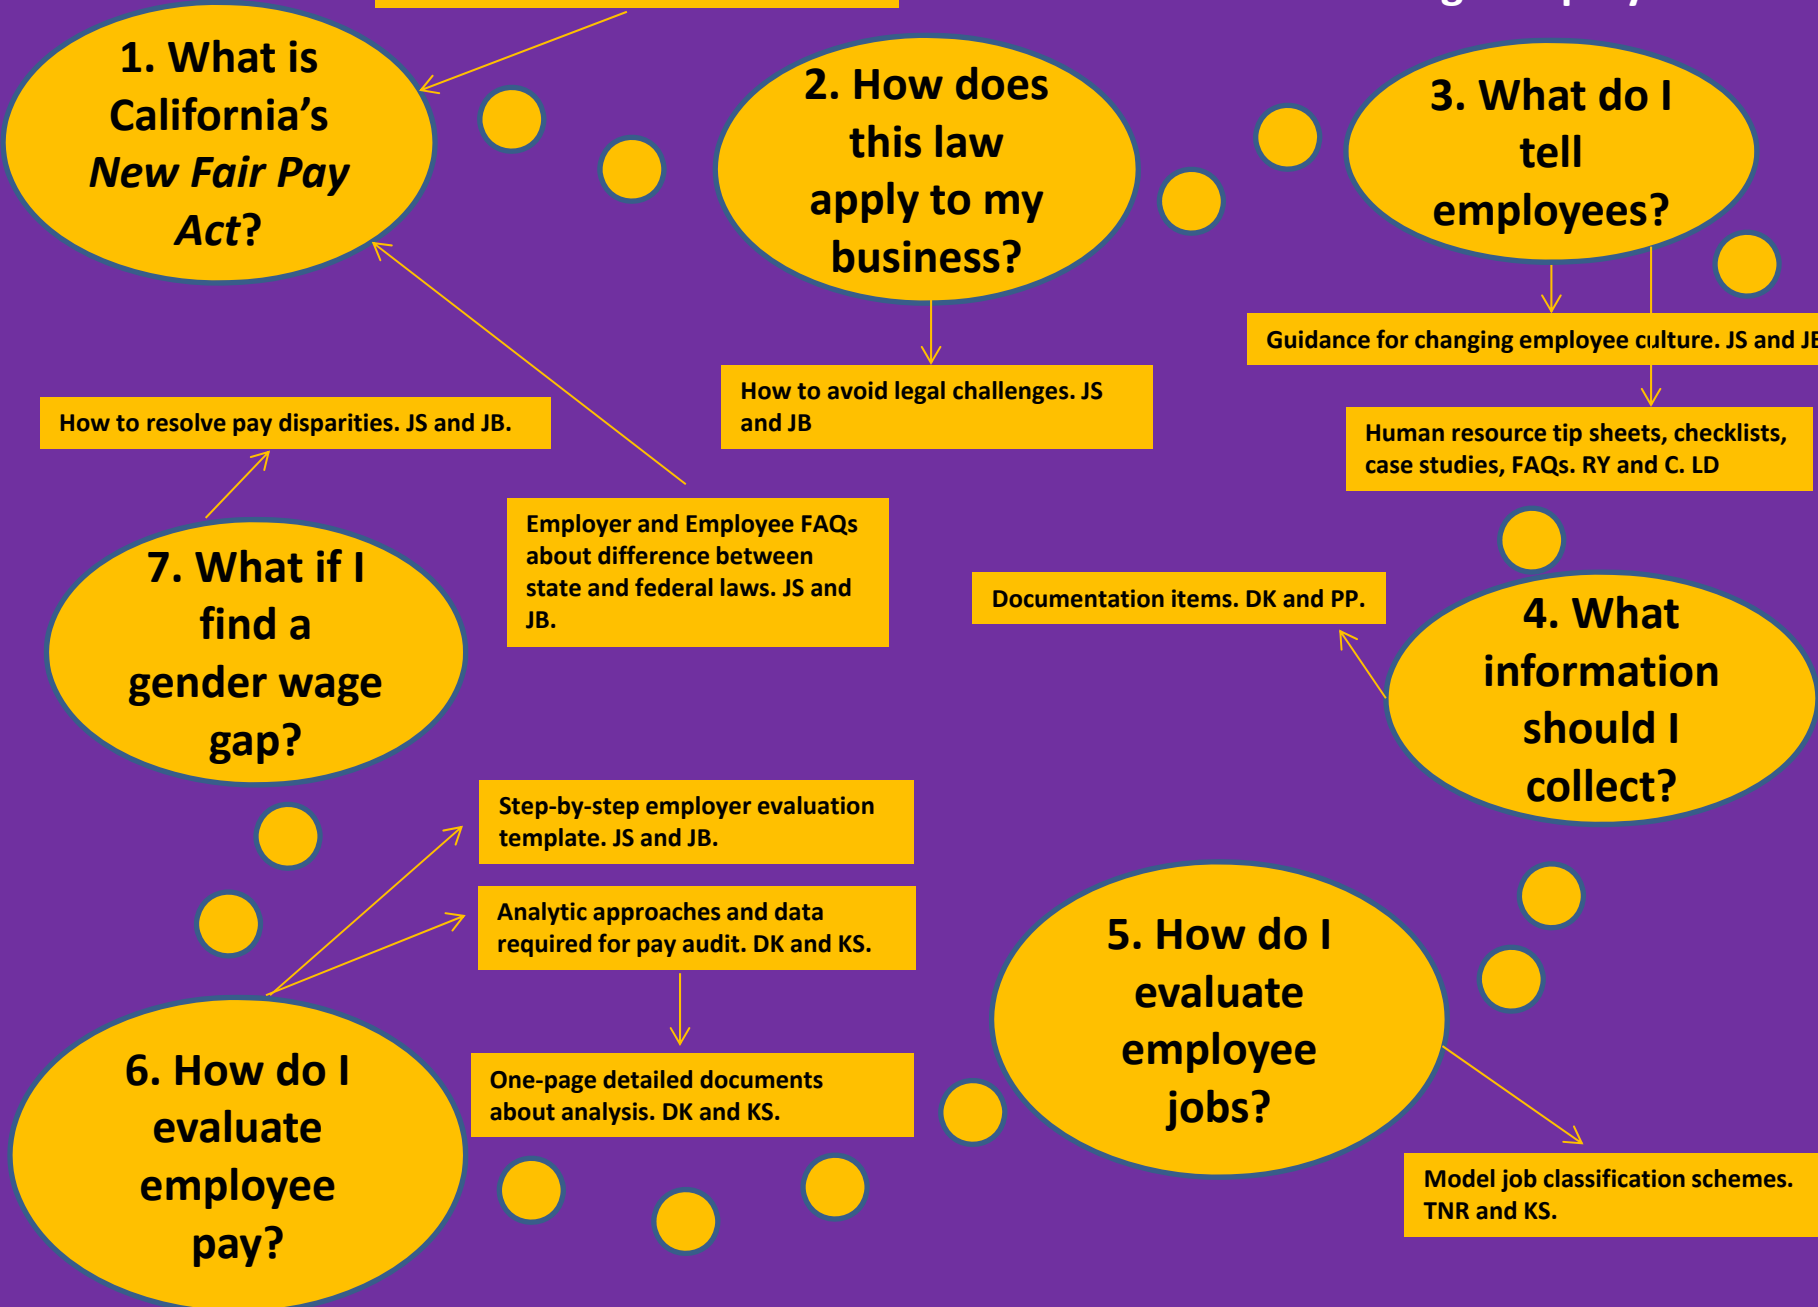 1. What is
California’s
New Fair Pay
Act?
2. How does
this law
apply to my
business?
3. What do I
tell
employees?
Guidance for changing employee culture. JS and JB
How to avoid legal challenges. JS
and JB
How to resolve pay disparities. JS and JB.
Human resource tip sheets, checklists,
case studies, FAQs. RY and C. LD
Employer and Employee FAQs
about difference between
state and federal laws. JS and
JB.
7. What if I
find a
gender wage
gap?
Documentation items. DK and PP.
4. What
information
should I
collect?
Step-by-step employer evaluation
template. JS and JB.
Analytic approaches and data
required for pay audit. DK and KS.
5. How do I
evaluate
employee
jobs?
6. How do I
evaluate
employee
pay?
One-page detailed documents
about analysis. DK and KS.
Model job classification schemes.
TNR and KS.